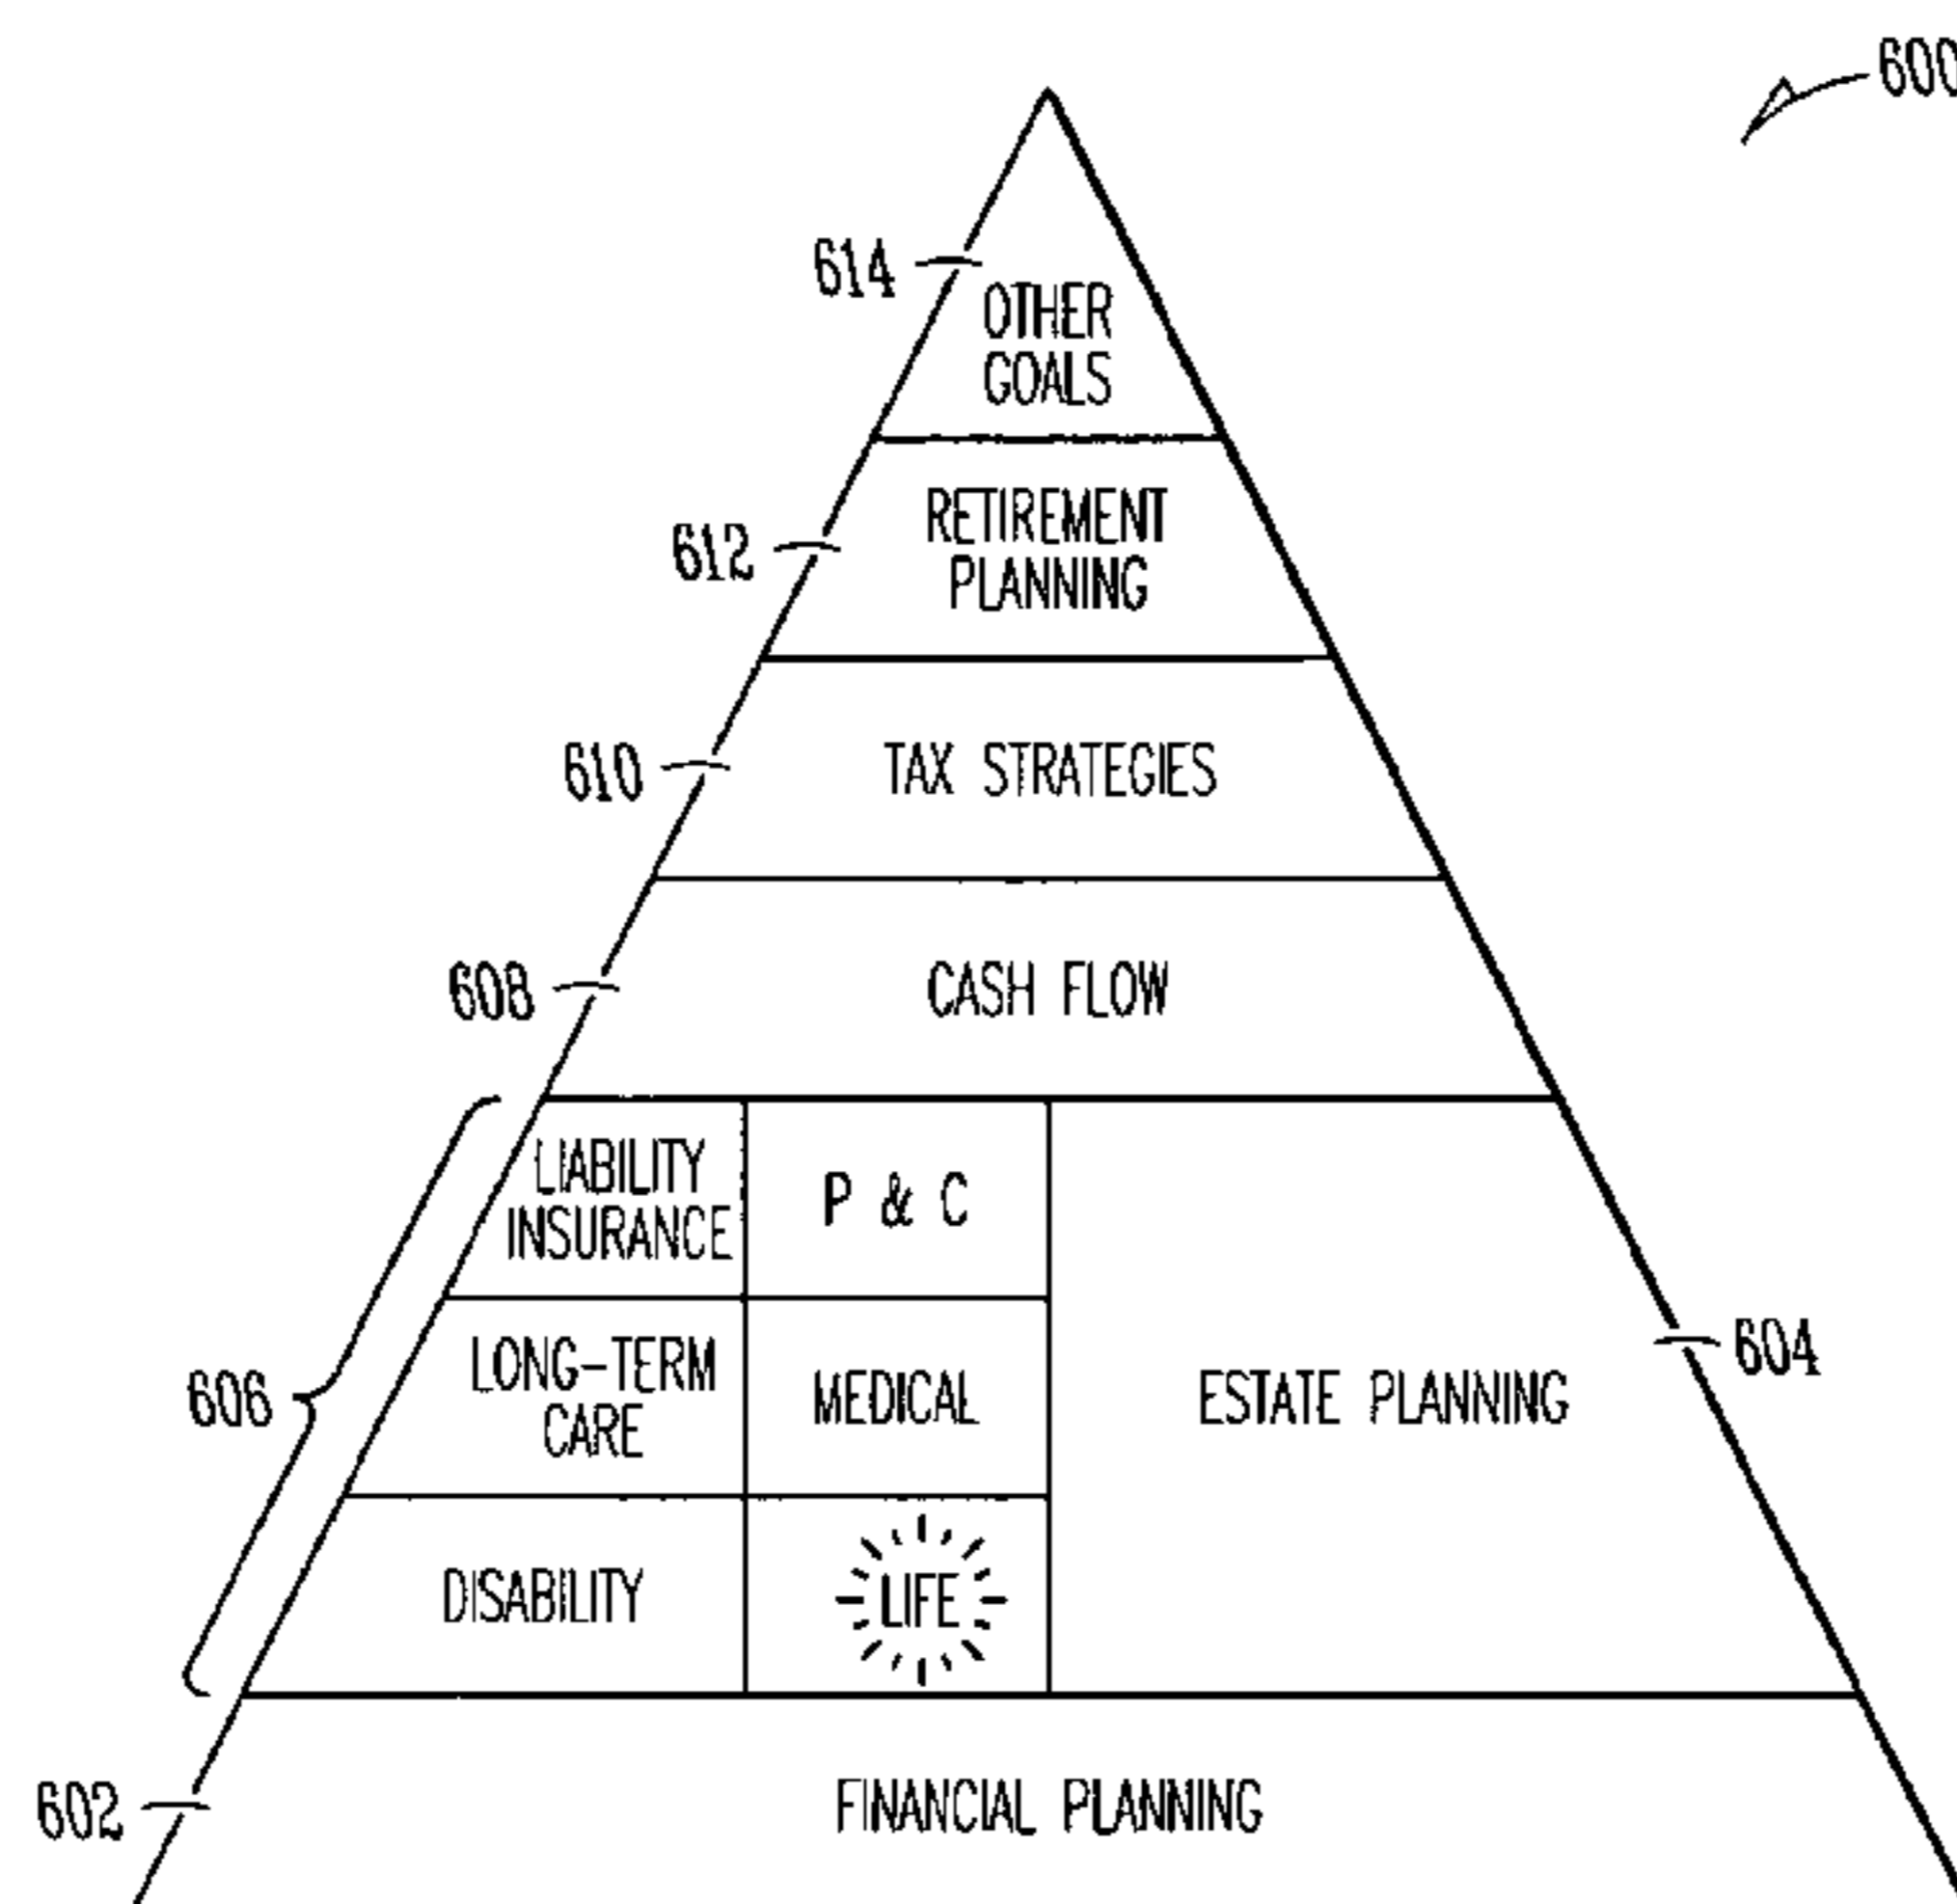 600
614
OTHER
GOALS
612
RETIREMENT
PLANNING
610
TAX STRATEGIES
608
CASH FLOW
LIABILITY
INSURANCE
P & C
606
LONG-TERM
CARE
MEDICAL
ESTATE PLANNING
604
DISABILITY
LIFE
602
FINANCIAL PLANNING